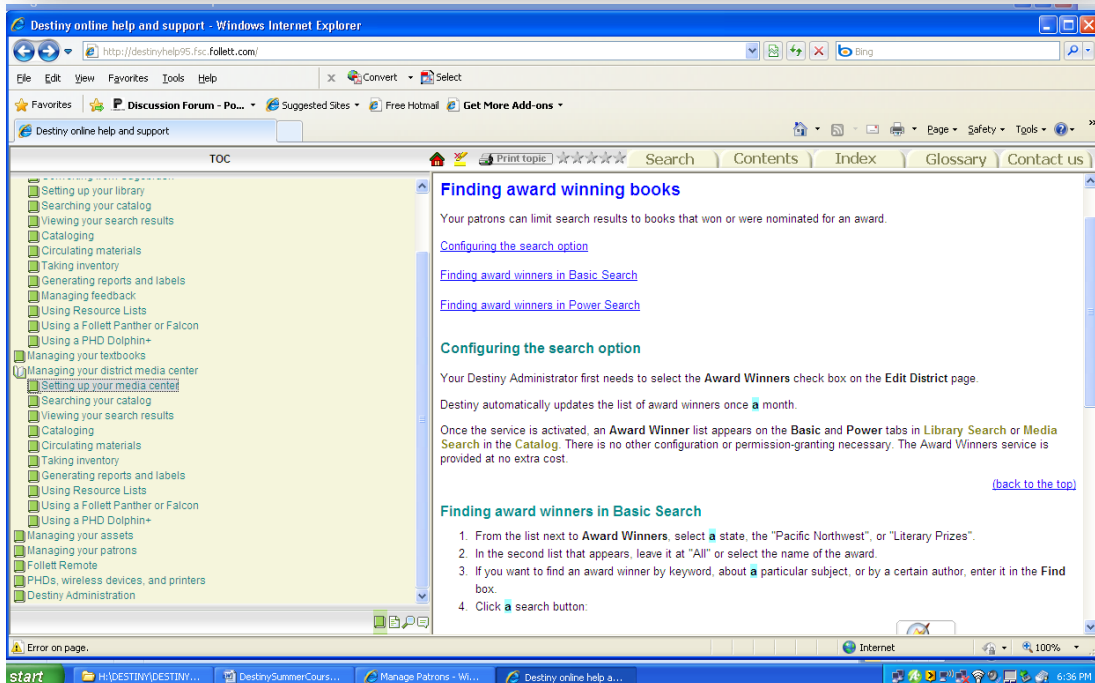 Destiny online help and support - Windows Internet Explorer
http://destinyhelp95.fsc.follett.com/
Bing
File Edit View Favorites Tools Help
x Convert Select
Favorites Discussion Forum - Po... Suggested Sites Free Hotmail Get More Add-ons
Destiny online help and support
Page Safety Tools
»
TOC
Print topic
Search
Contents
Index
Glossary
Contact us
Setting up your library
Searching your catalog
Viewing your search results
Cataloging
Circulating materials
Taking inventory
Generating reports and labels
Managing feedback
Using Resource Lists
Using a Follett Panther or Falcon
Using a PHD Dolphin+
Managing your textbooks
Managing your district media center
Setting up your media center
Searching your catalog
Viewing your search results
Cataloging
Circulating materials
Taking inventory
Generating reports and labels
Using Resource Lists
Using a Follett Panther or Falcon
Using a PHD Dolphin+
Managing your assets
Managing your patrons
Follett Remote
PHDs, wireless devices, and printers
Destiny Administration
Finding award winning books
Your patrons can limit search results to books that won or were nominated for an award.
Configuring the search option
Finding award winners in Basic Search
Finding award winners in Power Search
Configuring the search option
Your Destiny Administrator first needs to select the Award Winners check box on the Edit District page.
Destiny automatically updates the list of award winners once a month.
Once the service is activated, an Award Winner list appears on the Basic and Power tabs in Library Search or Media
Search in the Catalog. There is no other configuration or permission-granting necessary. The Award Winners service is
provided at no extra cost.
(back to the top)
Finding award winners in Basic Search
1. From the list next to Award Winners, select a state, the "Pacific Northwest", or "Literary Prizes".
2. In the second list that appears, leave it at "All" or select the name of the award.
3. If you want to find an award winner by keyword, about a particular subject, or by a certain author, enter it in the Find
box.
4. Click a search button:
Error on page.
Internet
100%
start
H:\DESTINY\DESTINY...
DestinySummerCours...
Manage Patrons - Wi...
Destiny online help a...
6:36 PM